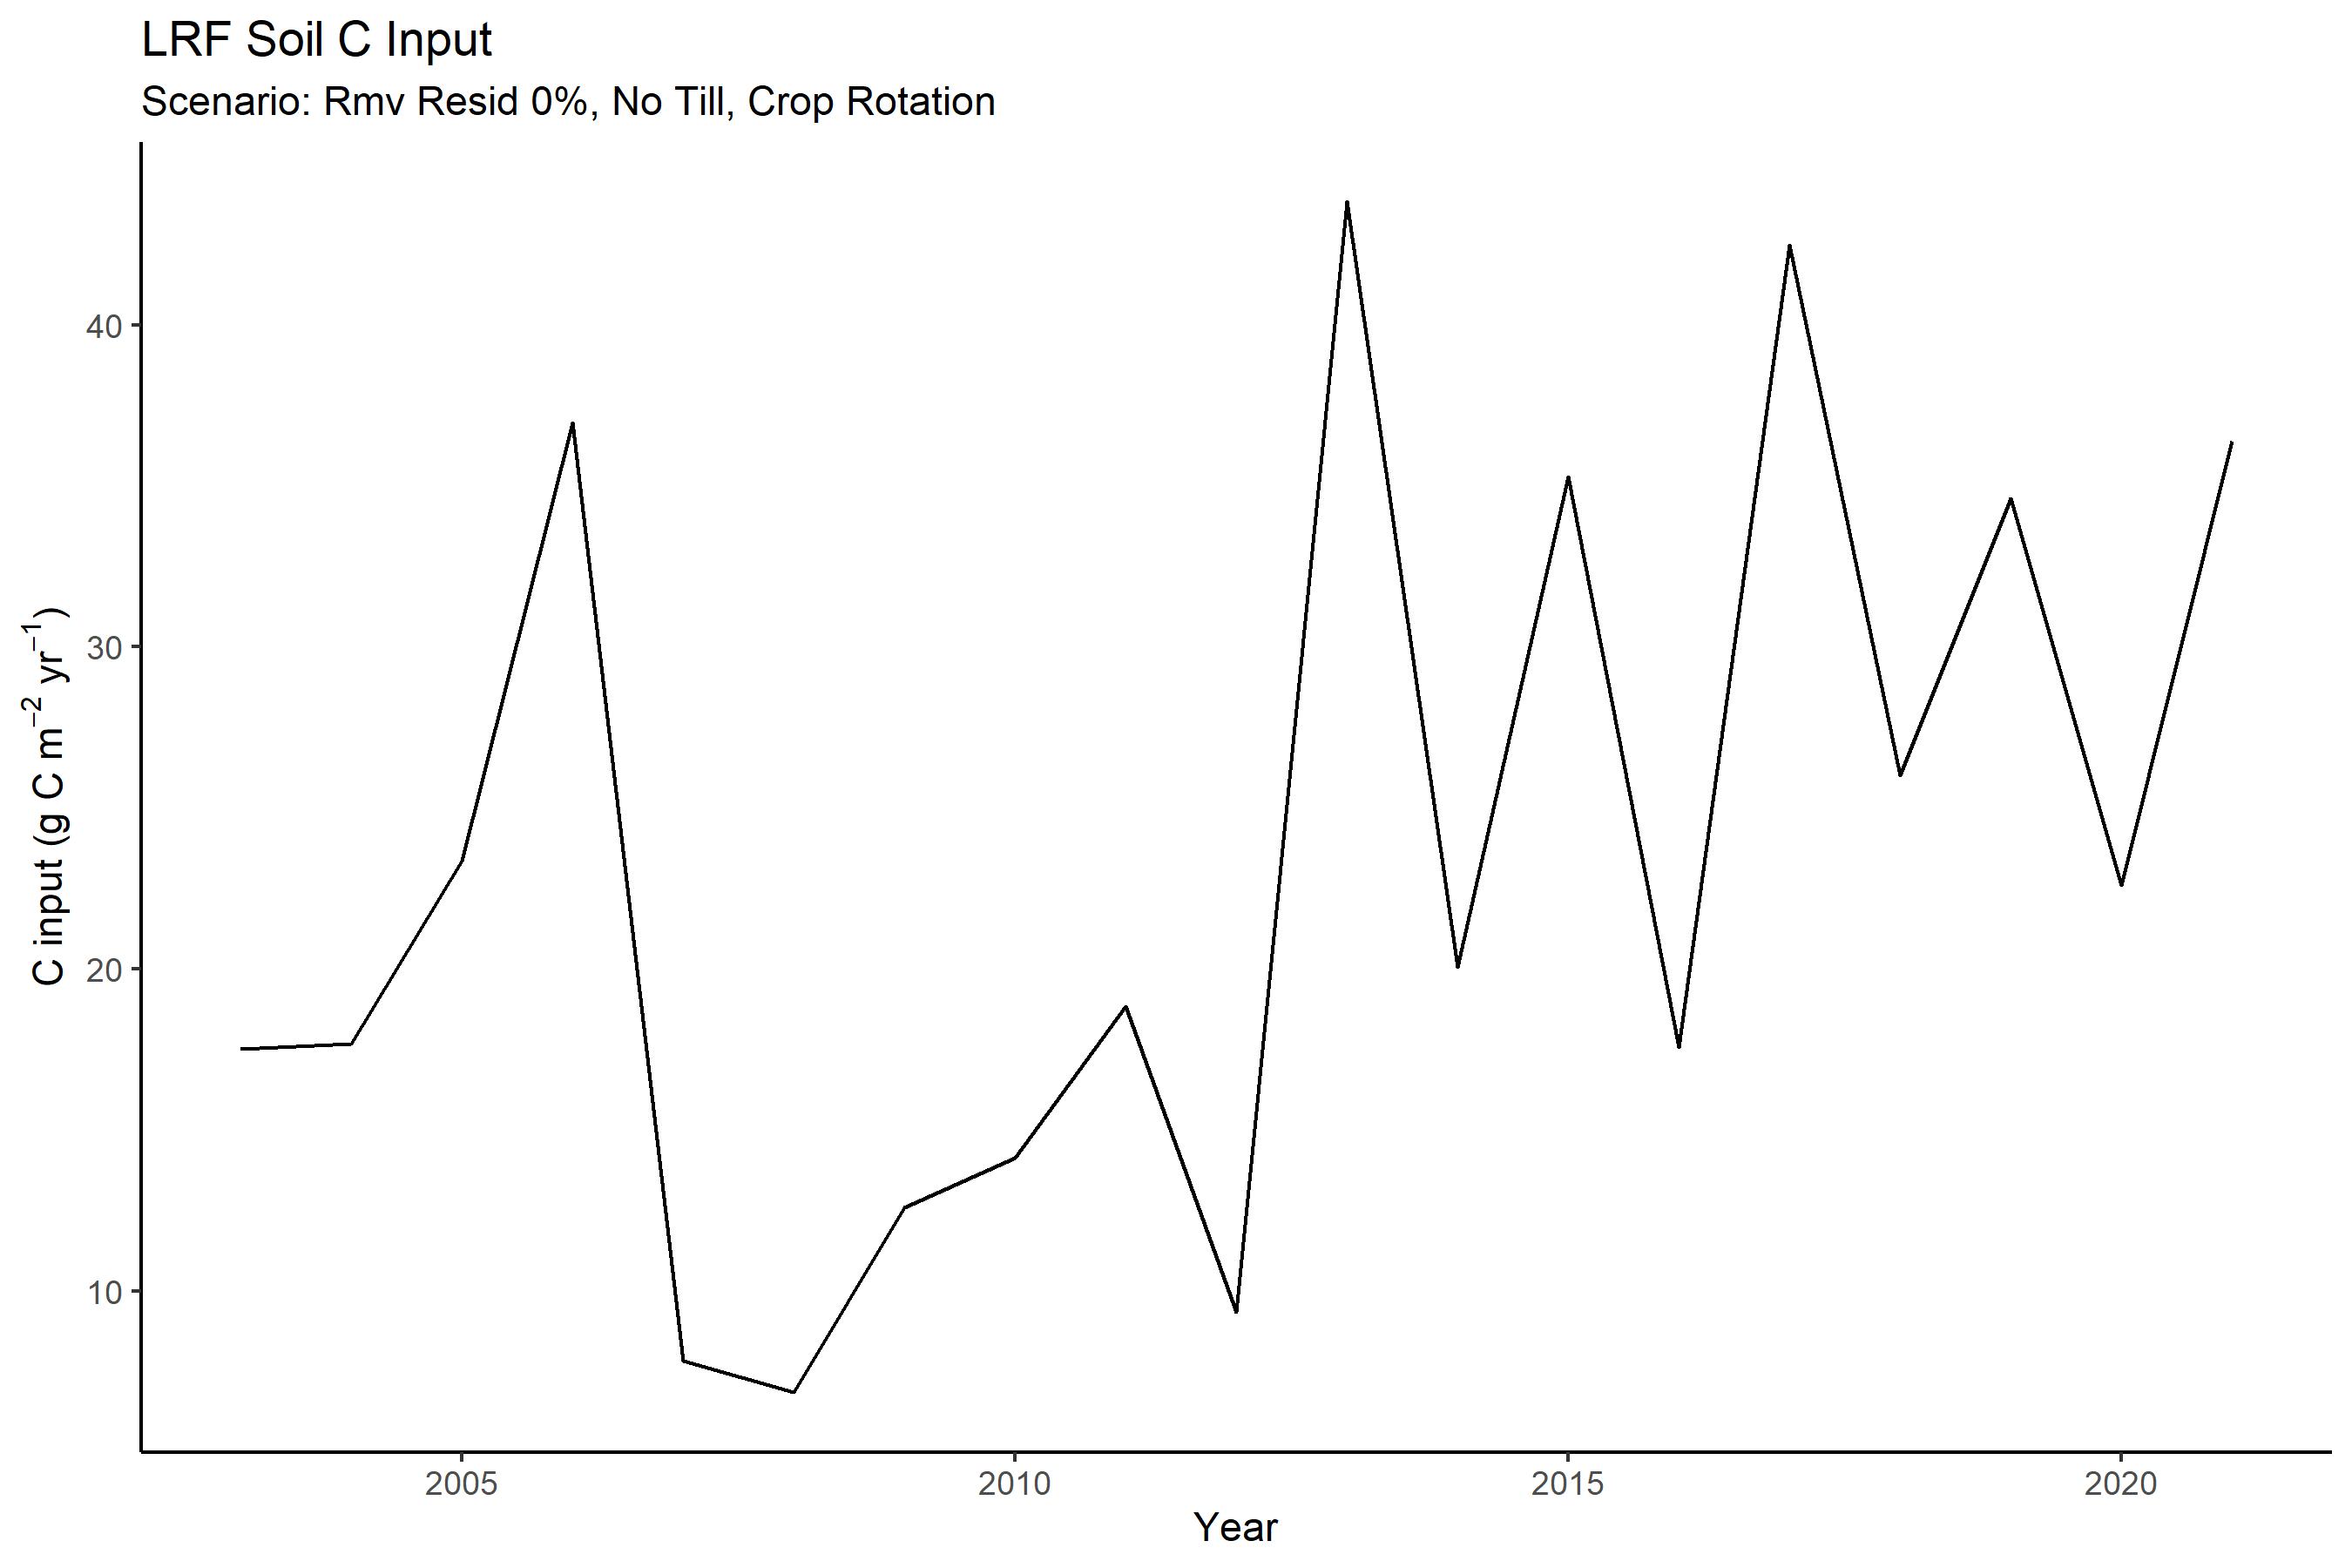 LRF Soil C Input
Scenario: Rmv Resid 0%, No Till, Crop Rotation
C input (g C m⁻² yr⁻¹)
40
30
20
10
2005 2010 2015 2020
Year